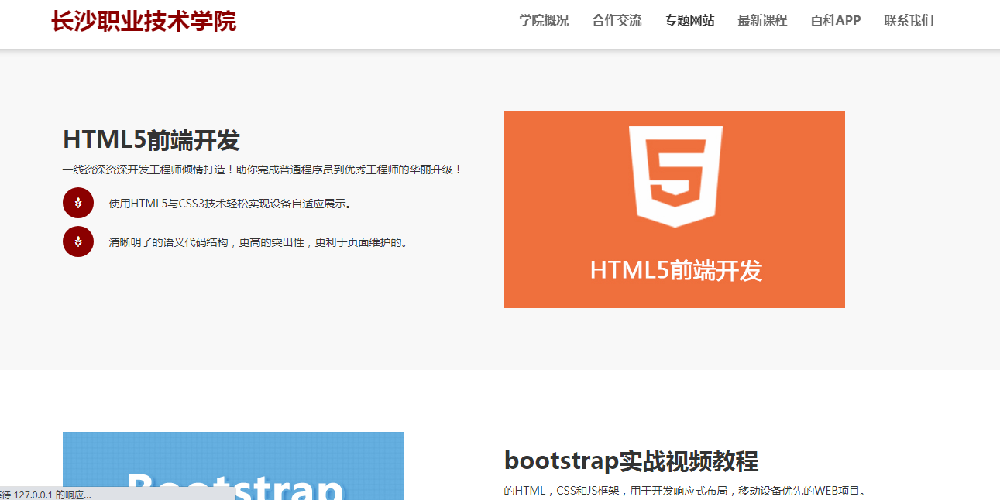 长沙职业技术学院
学院概况 合作交流 专题网站 最新课程 百科APP 联系我们
HTML5前端开发
一线资深资深开发工程师倾情打造！助你完成普通程序员到优秀工程师的华丽升级！
使用HTML5与CSS3技术轻松实现设备自适应展示。
清晰明了的语义代码结构，更高的突出性，更利于页面维护的。
HTML5前端开发
Bootstrap
bootstrap实战视频教程
的HTML，CSS和JS框架，用于开发响应式布局，移动设备优先的WEB项目。
等待 127.0.0.1 的响应...